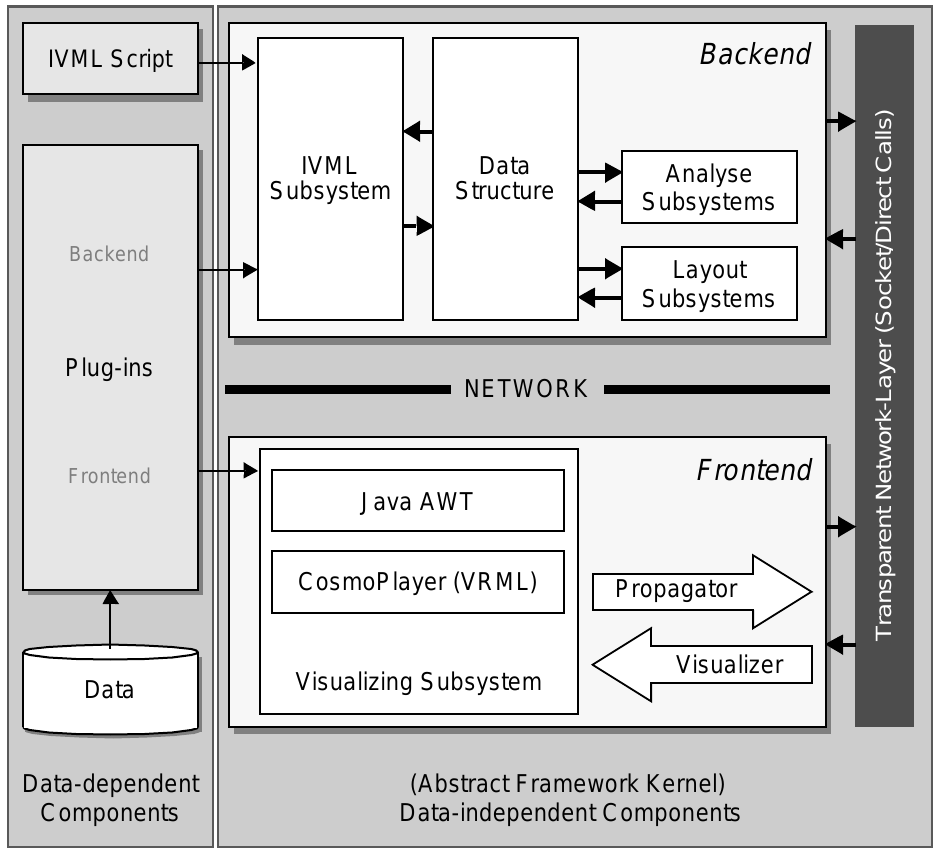 IVML Script
Backend
Plug-ins
Frontend
Data
Data-dependent
Components
Backend
IVML
Subsystem
Data
Structure
Analyse
Subsystems
Layout
Subsystems
NETWORK
Frontend
Java AWT
CosmoPlayer (VRML)
Visualizing Subsystem
Propagator
Visualizer
Transparent Network-Layer (Socket/Direct Calls)
(Abstract Framework Kernel)
Data-independent Components